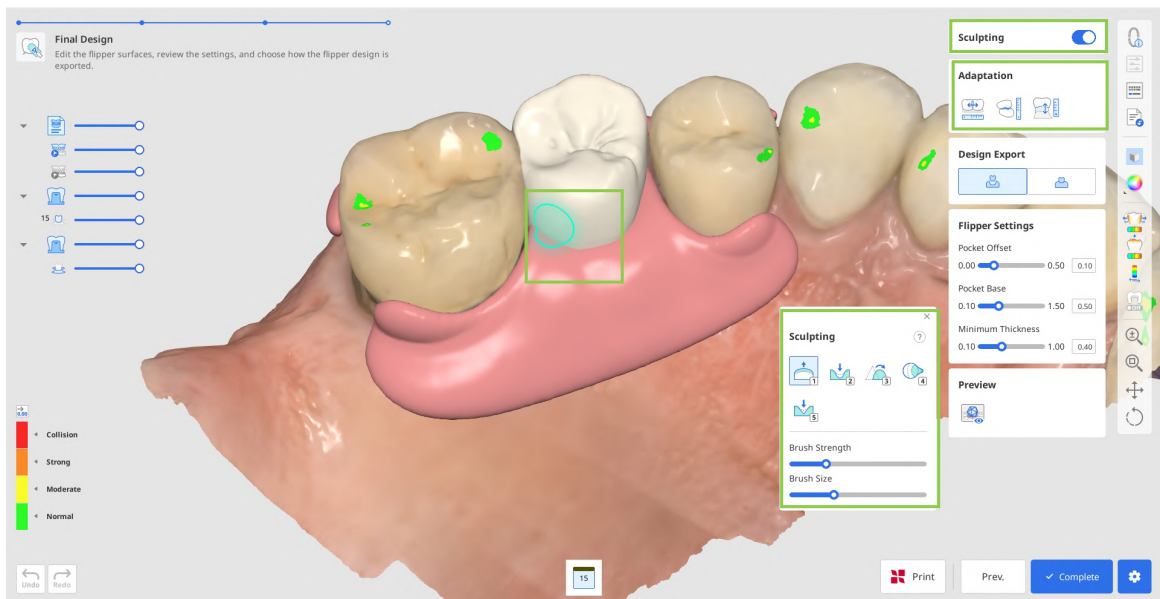 Final Design
Edit the flipper surfaces, review the settings, and choose how the flipper design is
exported.
15
0.00
Collision
Strong
Moderate
Normal
Undo Redo
15
Sculpting
?
1 2 3 4
5
Brush Strength
Brush Size
Sculpting
Adaptation
Design Export
Flipper Settings
Pocket Offset
0.00 0.50 0.10
Pocket Base
0.10 1.50 0.50
Minimum Thickness
0.10 1.00 0.40
Preview
Print Prev. Complete